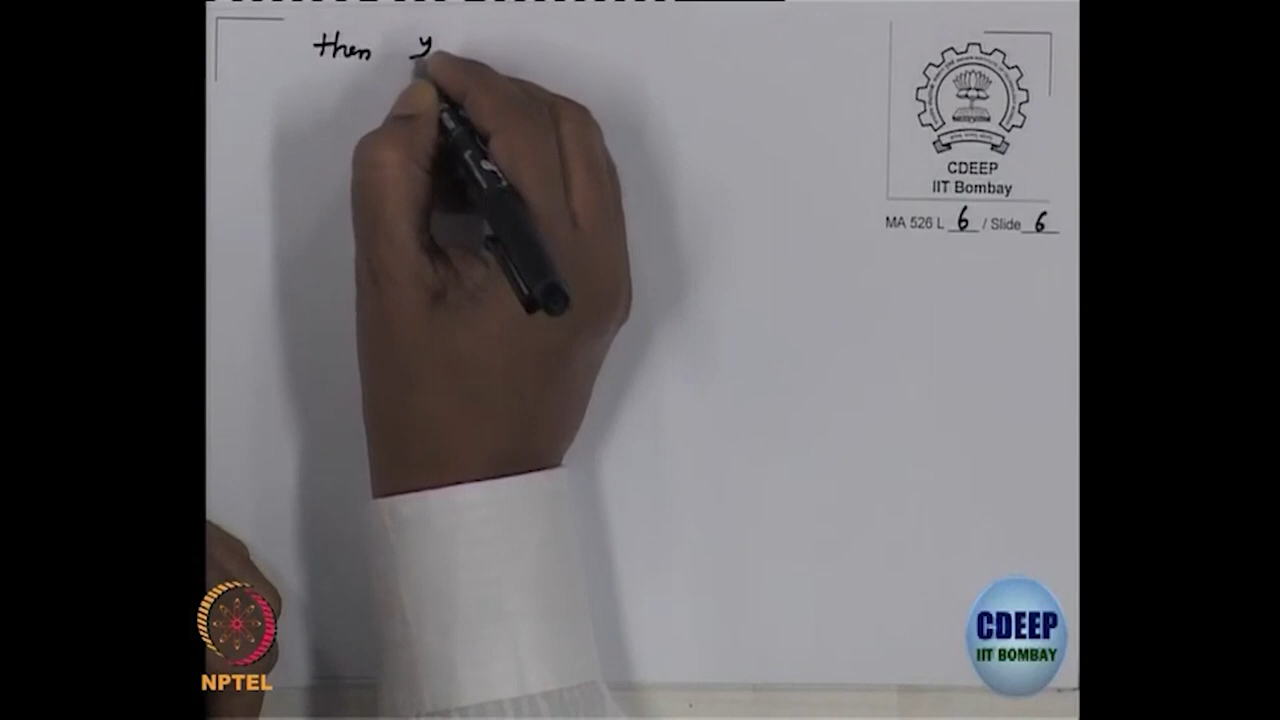 then y
CDEEP
IIT Bombay
MA 526 L 6 / Slide 6
NPTEL
CDEEP
IIT BOMBAY